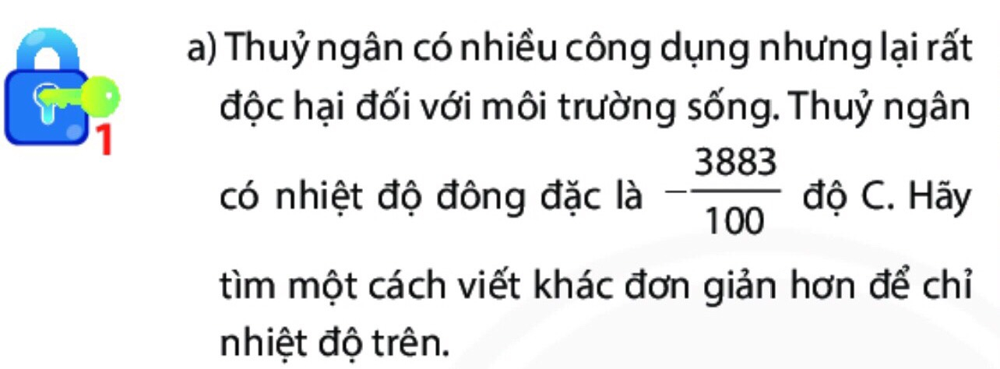 1
a) Thuỷ ngân có nhiều công dụng nhưng lại rất
độc hại đối với môi trường sống. Thuỷ ngân
có nhiệt độ đông đặc là −3883/100 độ C. Hãy
tìm một cách viết khác đơn giản hơn để chỉ
nhiệt độ trên.